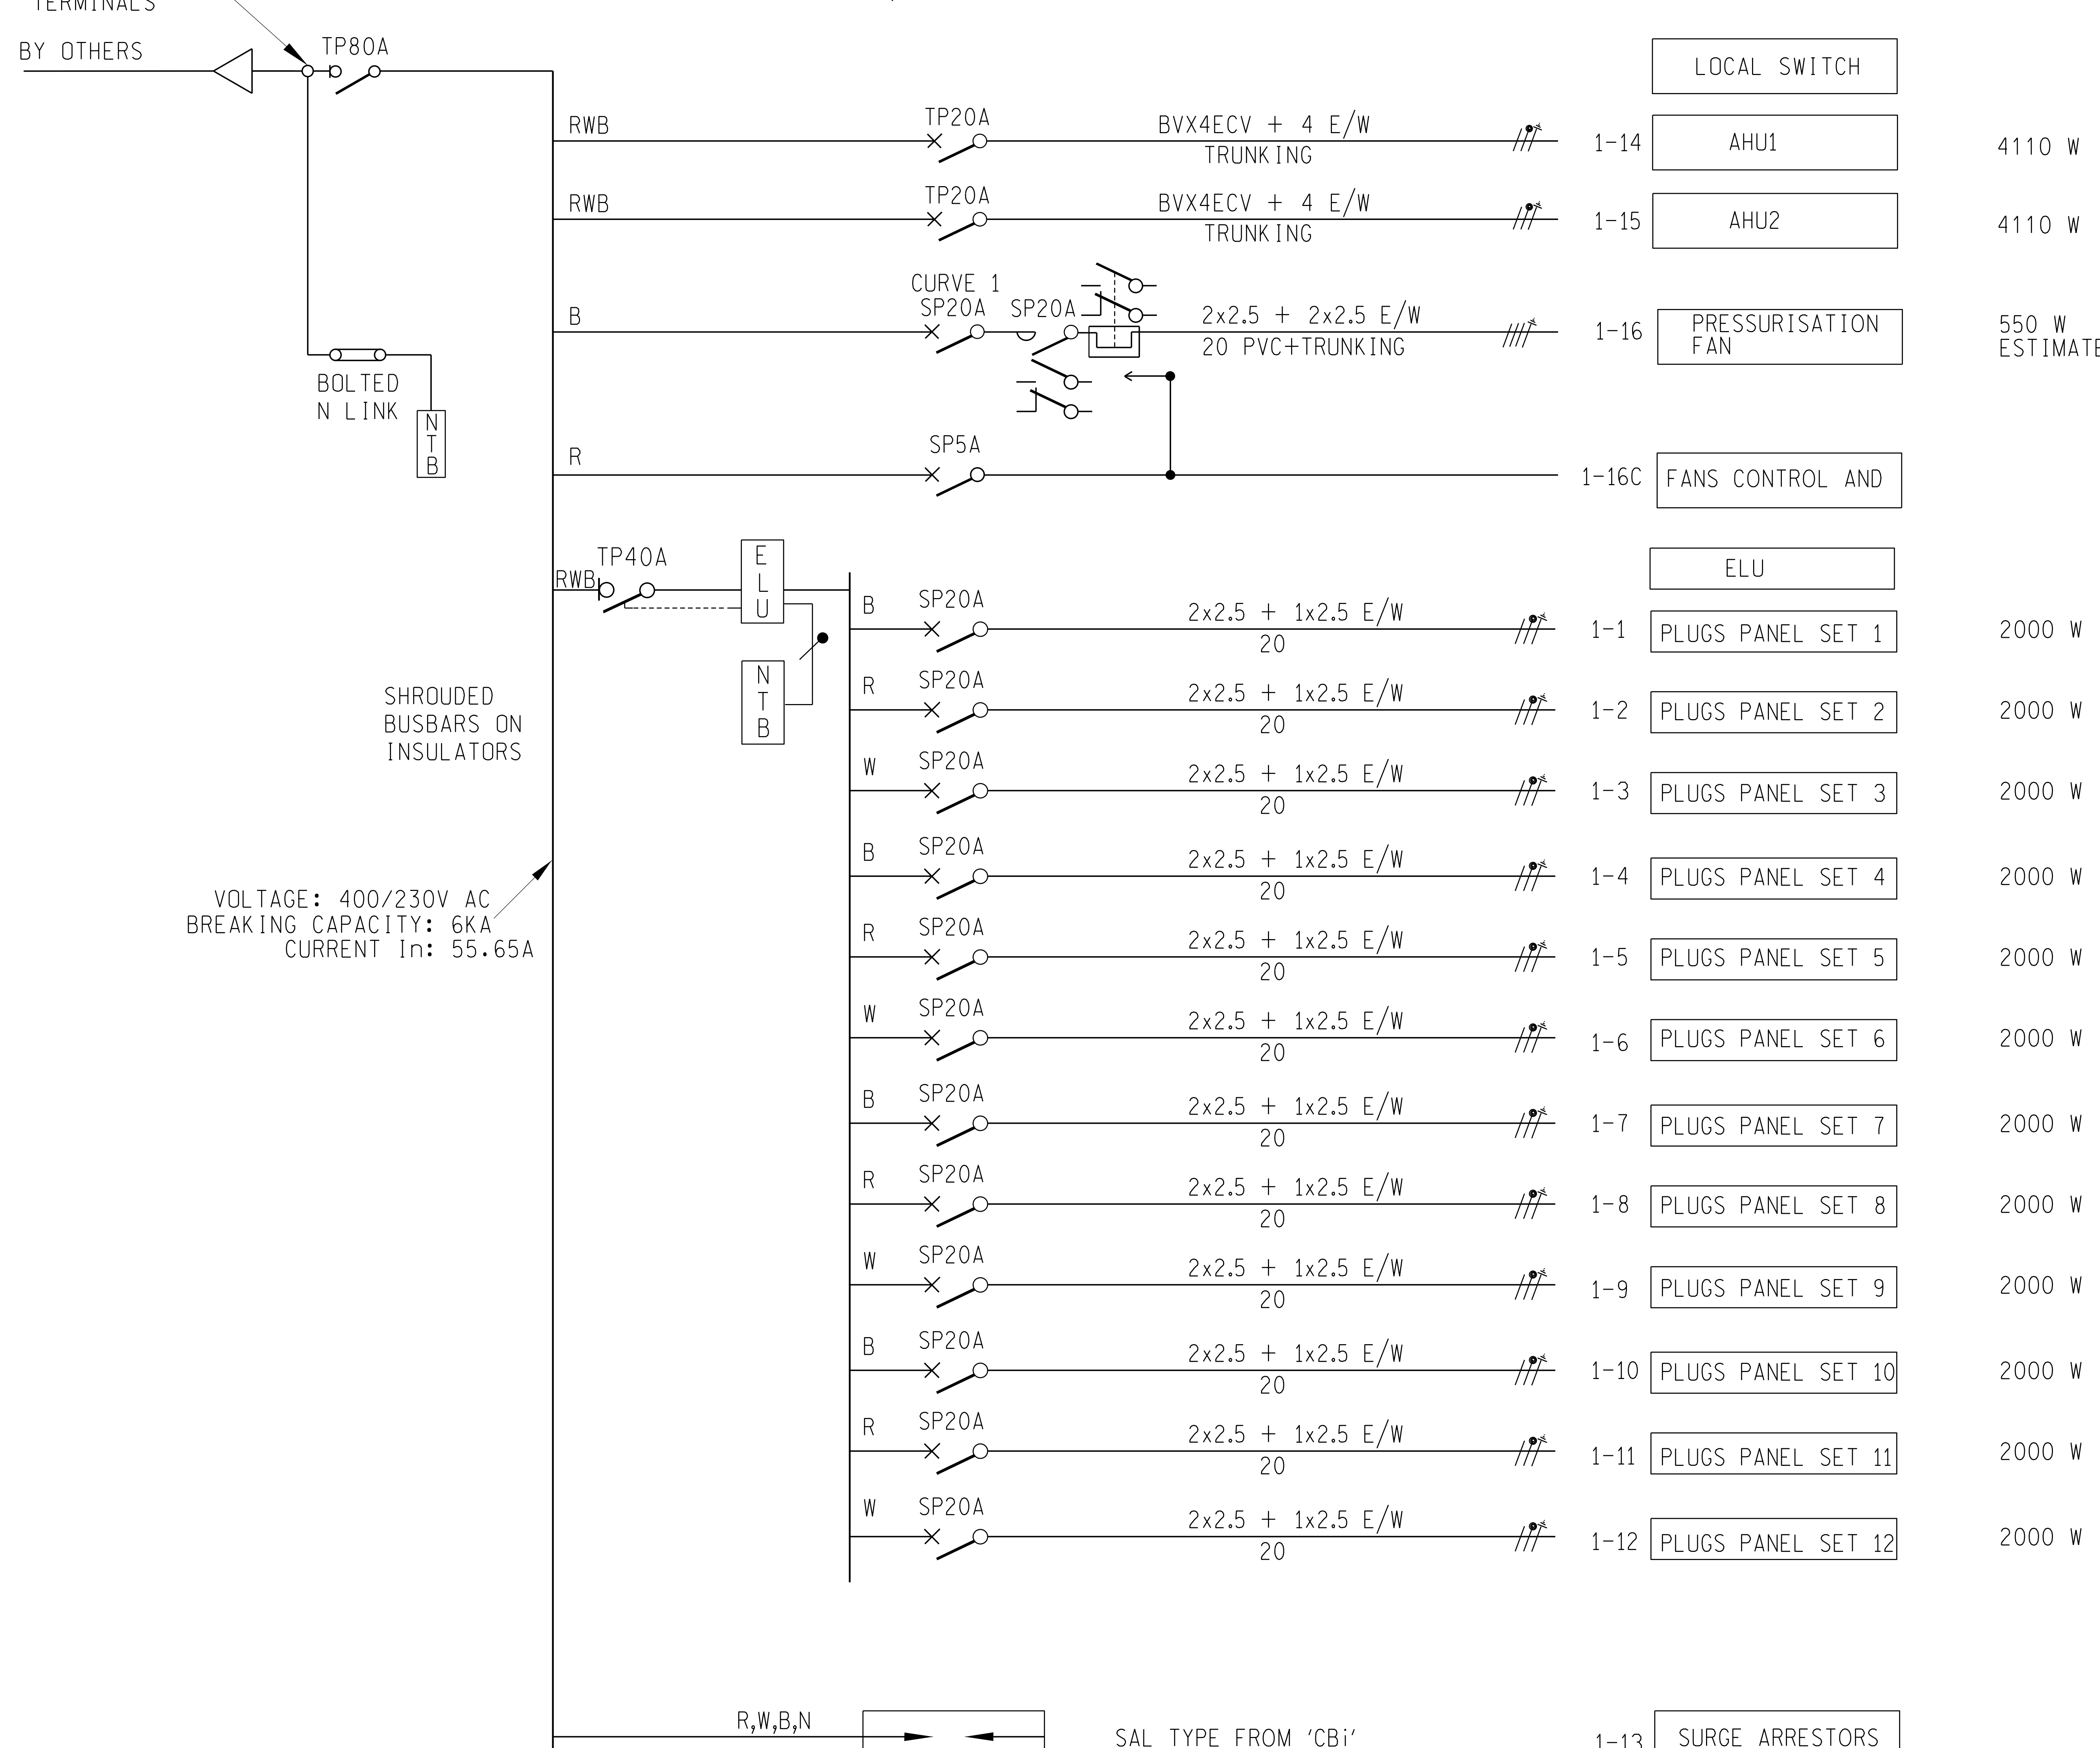 TERMINALS
BY OTHERS
TP80A
LOCAL SWITCH
RWB
TP20A
BVX4ECV + 4 E/W
TRUNKING
1-14
AHU1
4110 W
RWB
TP20A
BVX4ECV + 4 E/W
TRUNKING
1-15
AHU2
4110 W
B
CURVE 1
SP20A
SP20A
2x2.5 + 2x2.5 E/W
20 PVC+TRUNKING
1-16
PRESSURISATION
FAN
550 W
ESTIMATE
BOLTED
N LINK
N
T
B
R
SP5A
1-16C
FANS CONTROL AND
RWB
TP40A
E
L
U
N
T
B
ELU
B
SP20A
2x2.5 + 1x2.5 E/W
20
1-1
PLUGS PANEL SET 1
2000 W
R
SP20A
2x2.5 + 1x2.5 E/W
20
1-2
PLUGS PANEL SET 2
2000 W
SHROUDED
BUSBARS ON
INSULATORS
W
SP20A
2x2.5 + 1x2.5 E/W
20
1-3
PLUGS PANEL SET 3
2000 W
B
SP20A
2x2.5 + 1x2.5 E/W
20
1-4
PLUGS PANEL SET 4
2000 W
VOLTAGE: 400/230V AC
BREAKING CAPACITY: 6KA
CURRENT In: 55.65A
R
SP20A
2x2.5 + 1x2.5 E/W
20
1-5
PLUGS PANEL SET 5
2000 W
W
SP20A
2x2.5 + 1x2.5 E/W
20
1-6
PLUGS PANEL SET 6
2000 W
B
SP20A
2x2.5 + 1x2.5 E/W
20
1-7
PLUGS PANEL SET 7
2000 W
R
SP20A
2x2.5 + 1x2.5 E/W
20
1-8
PLUGS PANEL SET 8
2000 W
W
SP20A
2x2.5 + 1x2.5 E/W
20
1-9
PLUGS PANEL SET 9
2000 W
B
SP20A
2x2.5 + 1x2.5 E/W
20
1-10
PLUGS PANEL SET 10
2000 W
R
SP20A
2x2.5 + 1x2.5 E/W
20
1-11
PLUGS PANEL SET 11
2000 W
W
SP20A
2x2.5 + 1x2.5 E/W
20
1-12
PLUGS PANEL SET 12
2000 W
R,W,B,N
SAL TYPE FROM 'CBi'
1-13
SURGE ARRESTORS